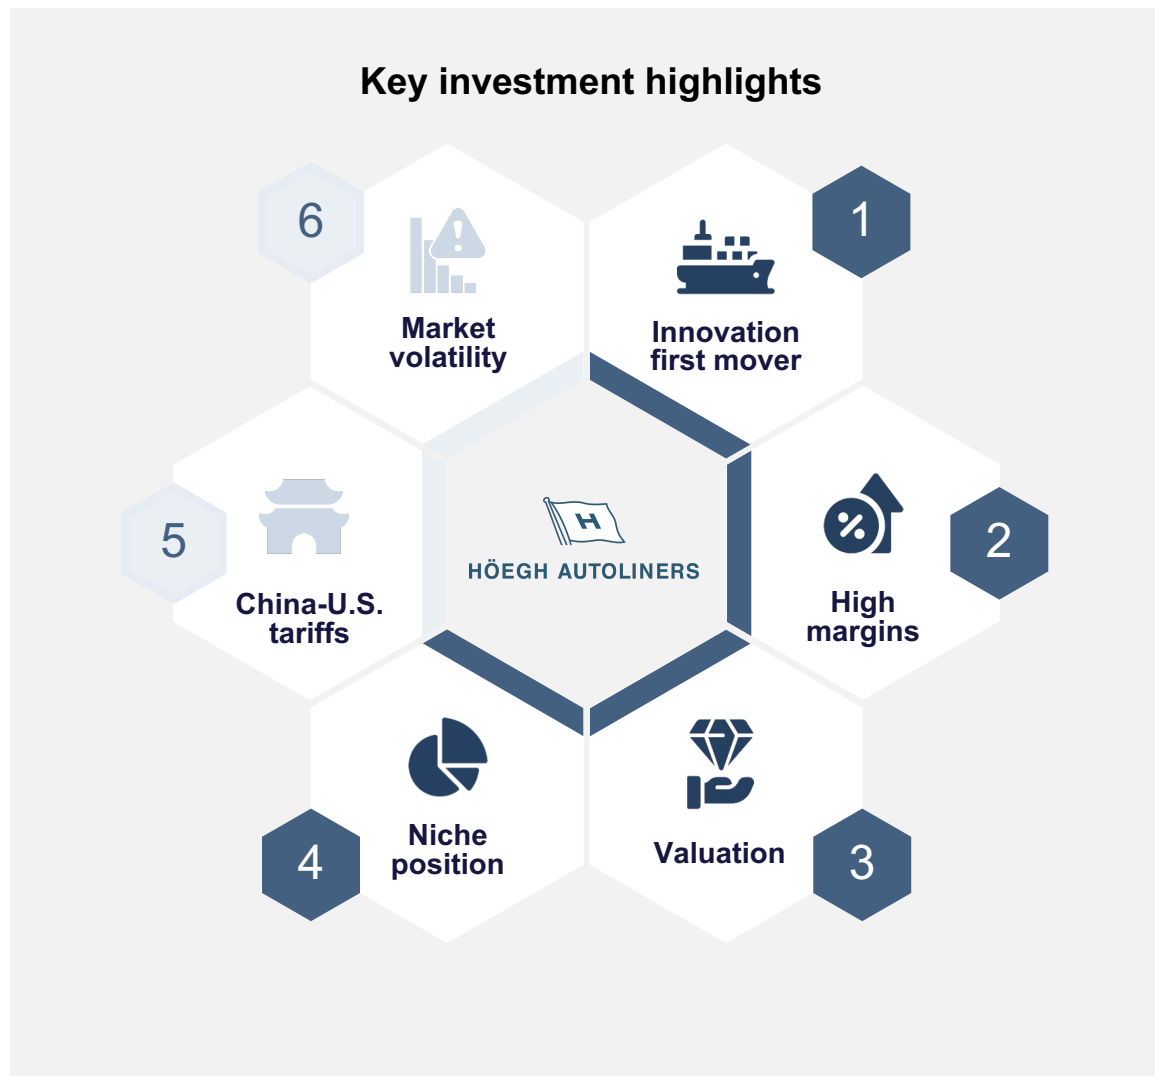 Key investment highlights
1
Innovation
first mover
2
High
margins
3
Valuation
4
Niche
position
5
China-U.S.
tariffs
6
Market
volatility
%
!
H
HÖEGH AUTOLINERS